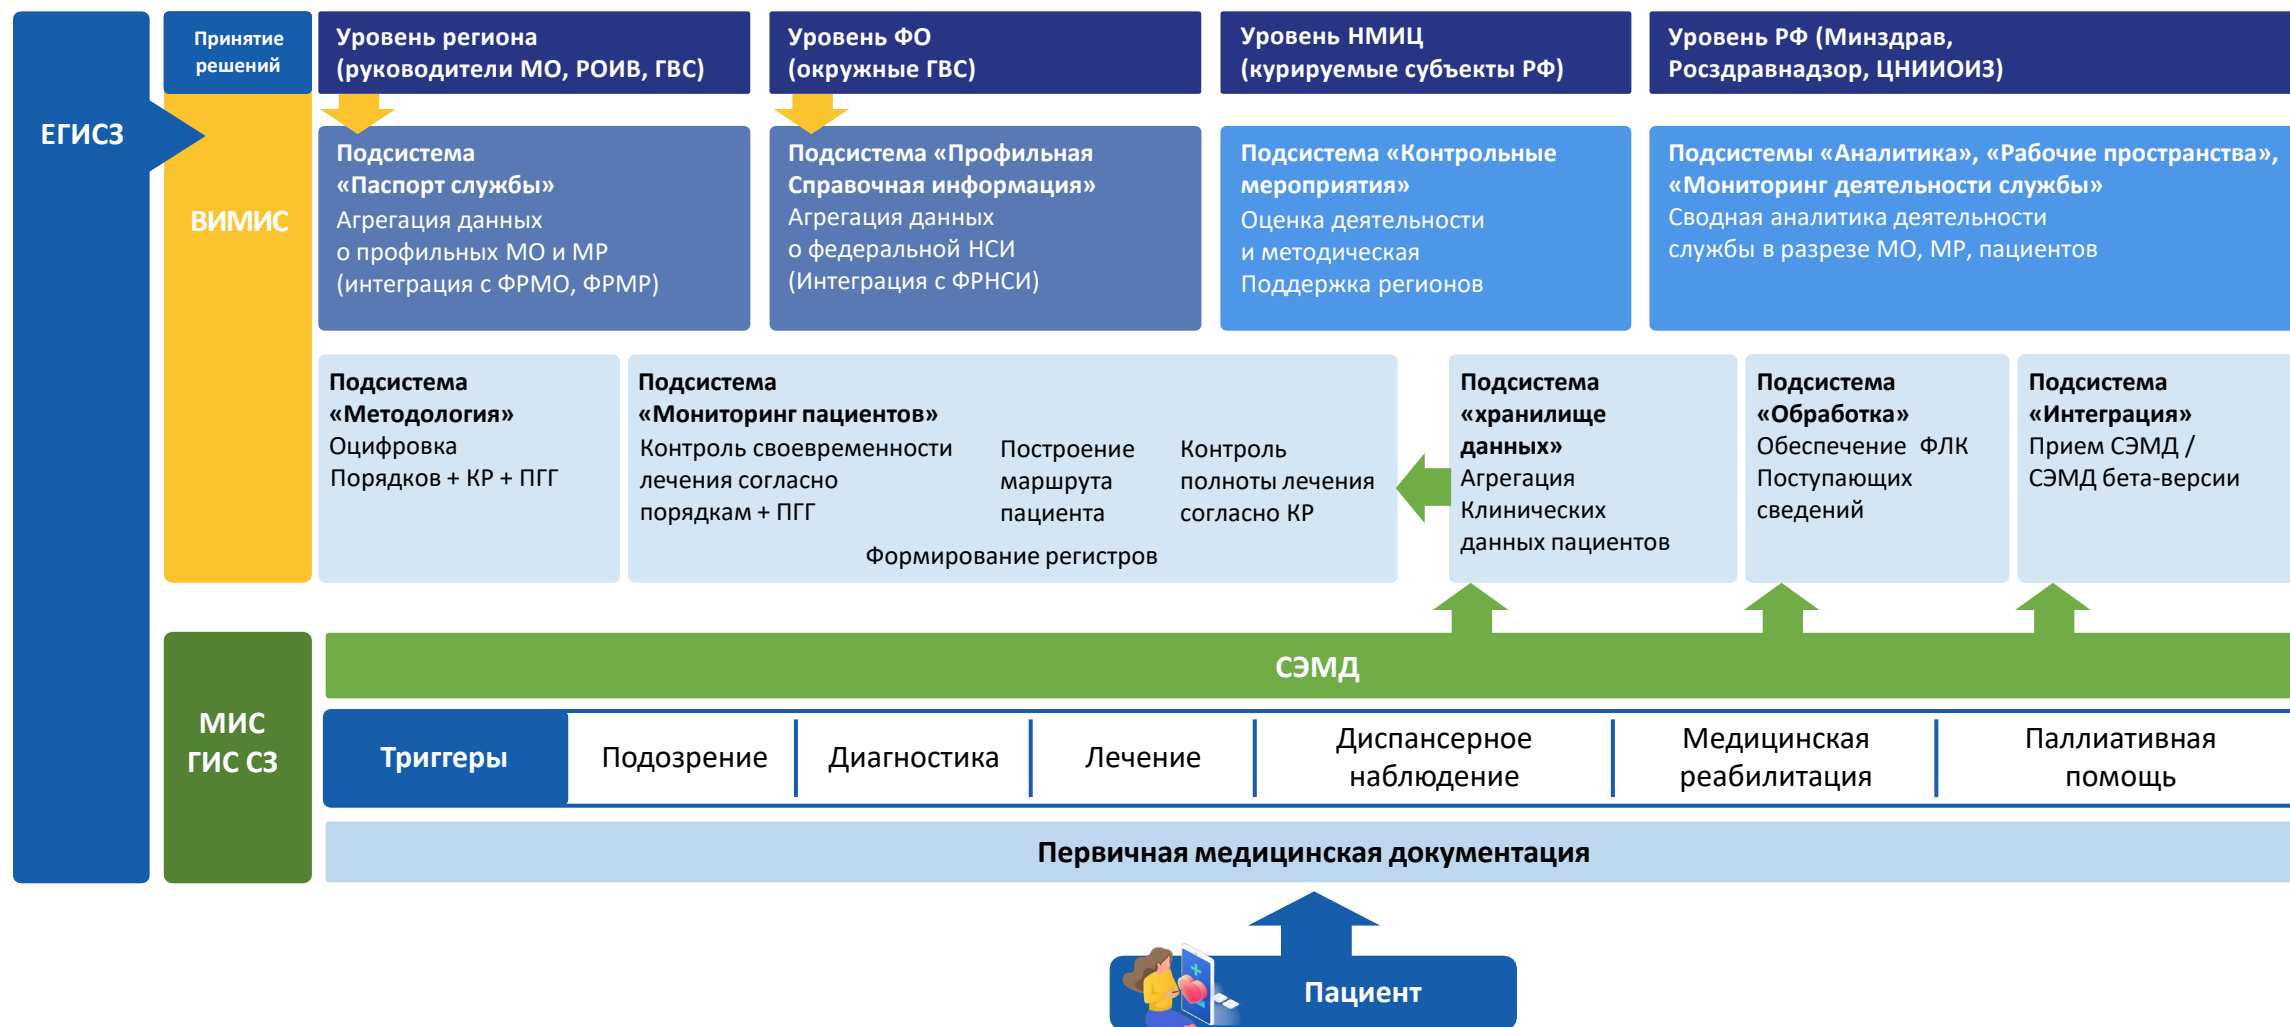 ЕГИСЗ
Принятие
решений
ВИМИС
Уровень региона
(руководители МО, РОИВ, ГВС)
Уровень ФО
(окружные ГВС)
Уровень НМИЦ
(курируемые субъекты РФ)
Уровень РФ (Минздрав,
Росздравнадзор, ЦНИИОИЗ)
Подсистема
«Паспорт службы»
Агрегация данных
о профильных МО и МР
(интеграция с ФРМО, ФРМР)
Подсистема «Профильная
Справочная информация»
Агрегация данных
о федеральной НСИ
(Интеграция с ФРНСИ)
Подсистема «Контрольные
мероприятия»
Оценка деятельности
и методическая
Поддержка регионов
Подсистемы «Аналитика», «Рабочие пространства»,
«Мониторинг деятельности службы»
Сводная аналитика деятельности
службы в разрезе МО, МР, пациентов
Подсистема
«Методология»
Оцифровка
Порядков + КР + ПГГ
Подсистема
«Мониторинг пациентов»
Контроль своевременности
лечения согласно
порядкам + ПГГ
Построение
маршрута
пациента
Контроль
полноты лечения
согласно КР
Формирование регистров
Подсистема
«хранилище
данных»
Агрегация
Клинических
данных пациентов
Подсистема
«Обработка»
Обеспечение ФЛК
Поступающих
сведений
Подсистема
«Интеграция»
Прием СЭМД /
СЭМД бета-версии
МИС
ГИС СЗ
СЭМД
Триггеры
Подозрение
Диагностика
Лечение
Диспансерное
наблюдение
Медицинская
реабилитация
Паллиативная
помощь
Первичная медицинская документация
Пациент